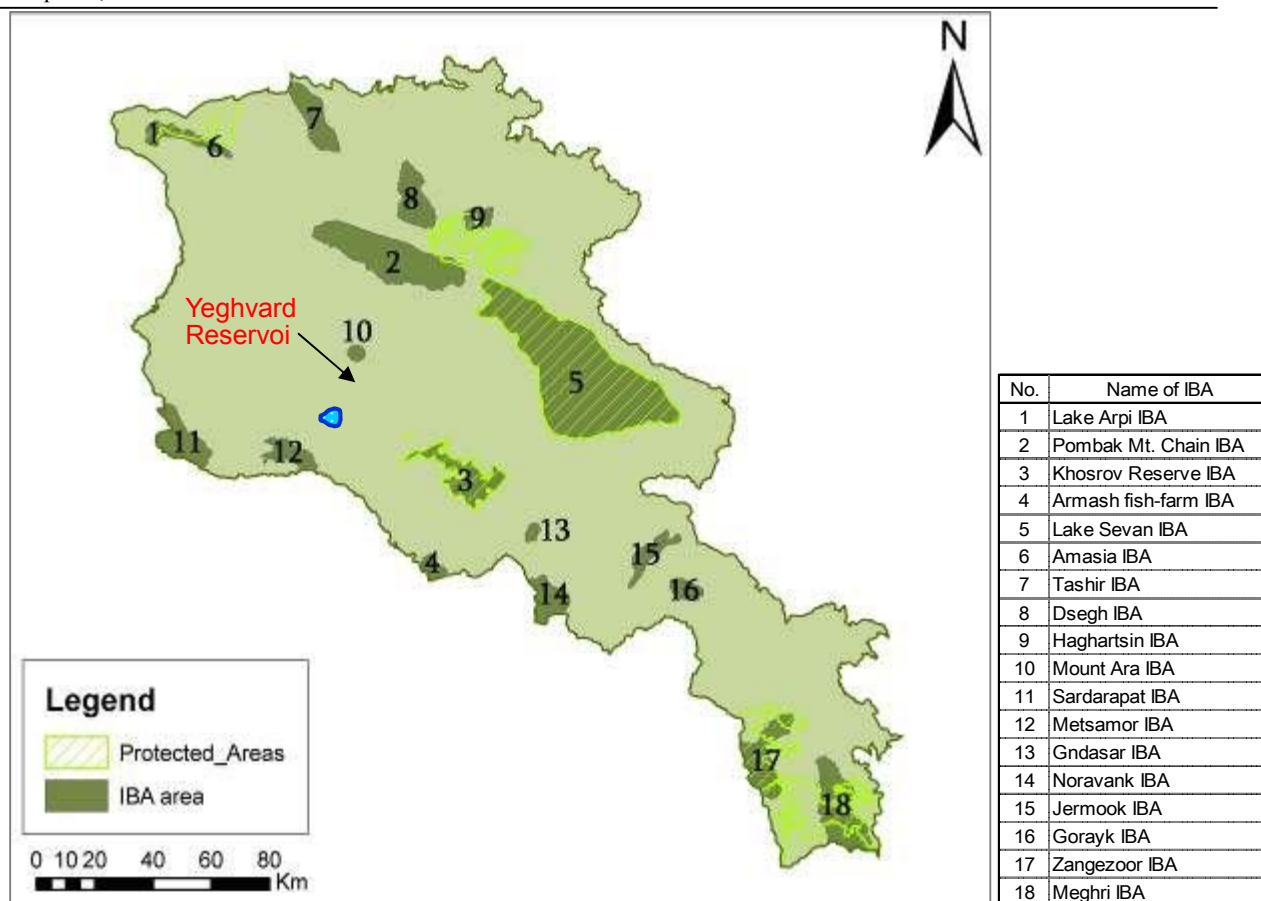 N
1
6
7
8
9
2
Yeghvard
Reservoi
10
5
11
12
3
13
4
15
14
16
17
18
Legend
Protected_Areas
IBA area
0 10 20 40 60 80
Km
No. Name of IBA
1 Lake Arpi IBA
2 Pombak Mt. Chain IBA
3 Khosrov Reserve IBA
4 Armash fish-farm IBA
5 Lake Sevan IBA
6 Amasia IBA
7 Tashir IBA
8 Dsegh IBA
9 Haghartsin IBA
10 Mount Ara IBA
11 Sardarapat IBA
12 Metsamor IBA
13 Gndasar IBA
14 Noravank IBA
15 Jermook IBA
16 Gorayk IBA
17 Zangezoor IBA
18 Meghri IBA